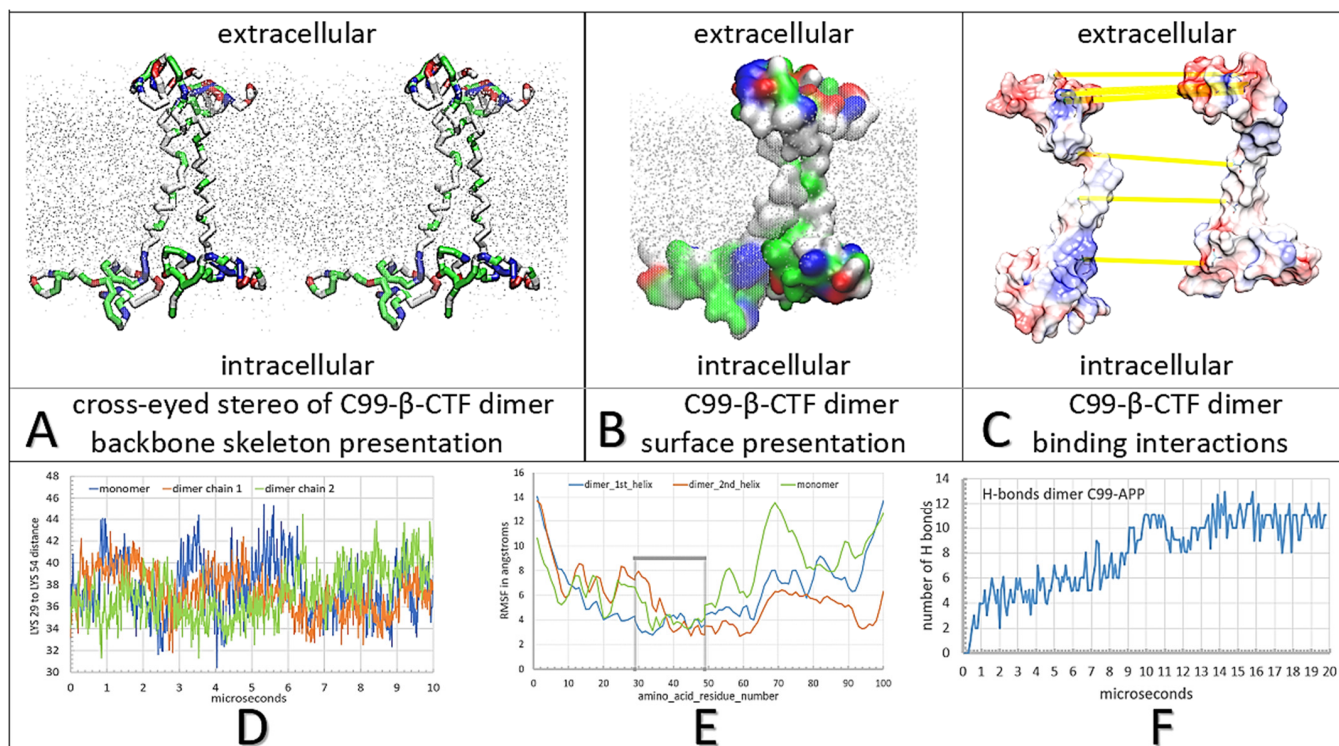 extracellular
intracellular
A
cross-eyed stereo of C99-β-CTF dimer
backbone skeleton presentation
extracellular
intracellular
B
C99-β-CTF dimer
surface presentation
extracellular
intracellular
C
C99-β-CTF dimer
binding interactions
LYS 29 to LYS 54 distance
48
46
44
42
40
38
36
34
32
30
monomer dimer chain 1 dimer chain 2
0 1 2 3 4 5 6 7 8 9 10
microseconds
D
RMSF in angstroms
16
14
12
10
8
6
4
2
0
dimer_1st_helix dimer_2nd_helix monomer
0 10 20 30 40 50 60 70 80 90 100
amino_acid_residue_number
E
number of H bonds
14
12
10
8
6
4
2
0
H-bonds dimer C99-APP
0 1 2 3 4 5 6 7 8 9 10 11 12 13 14 15 16 17 18 19 20
microseconds
F